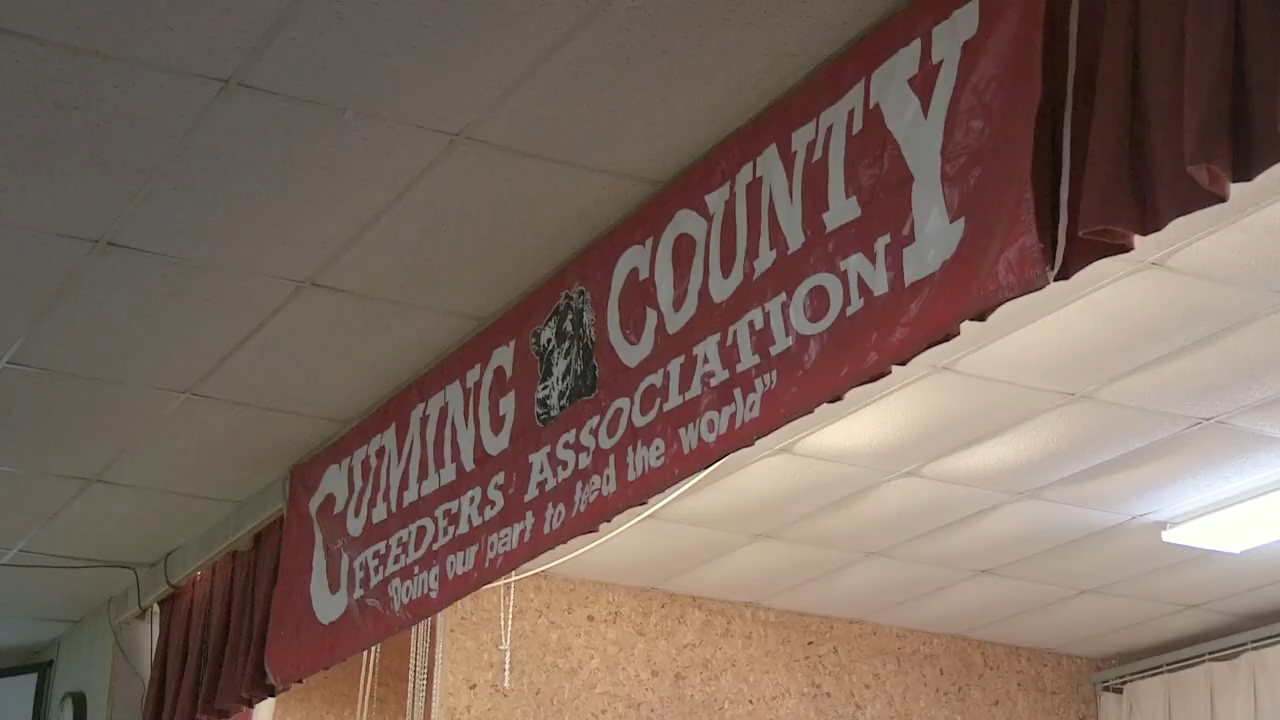 CUMING COUNTY
FEEDERS ASSOCIATION
"Doing our part to feed the world"